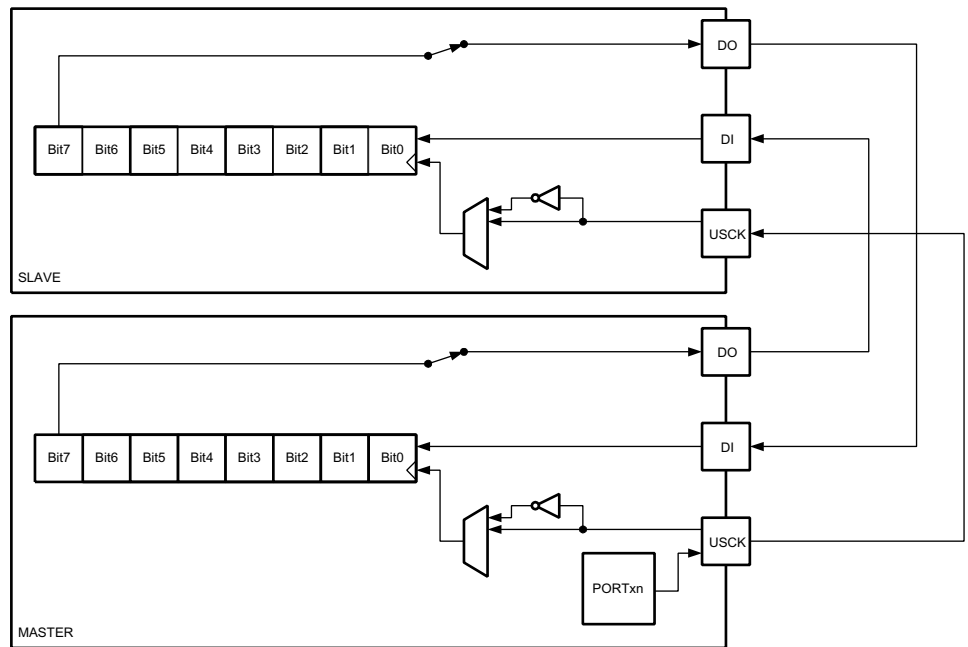 DO
Bit7 Bit6 Bit5 Bit4 Bit3 Bit2 Bit1 Bit0
DI
USCK
SLAVE
DO
Bit7 Bit6 Bit5 Bit4 Bit3 Bit2 Bit1 Bit0
DI
USCK
PORTxn
MASTER